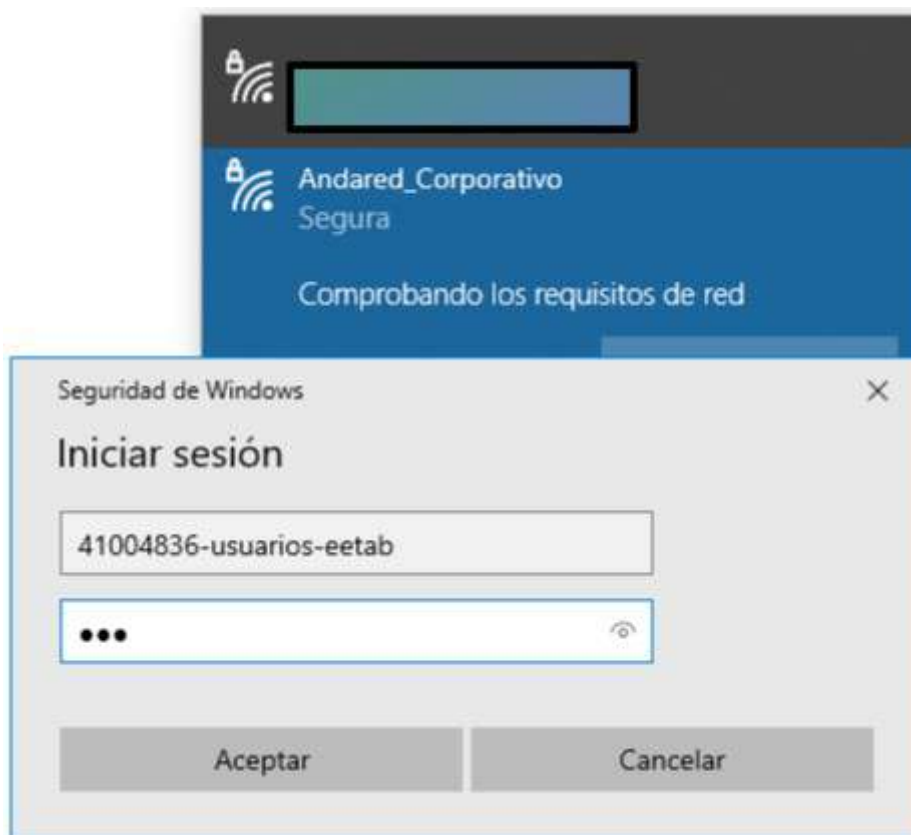 Andared_Corporativo
Segura
Comprobando los requisitos de red
Seguridad de Windows
Iniciar sesión
41004836-usuarios-eetab
●●●
Aceptar
Cancelar